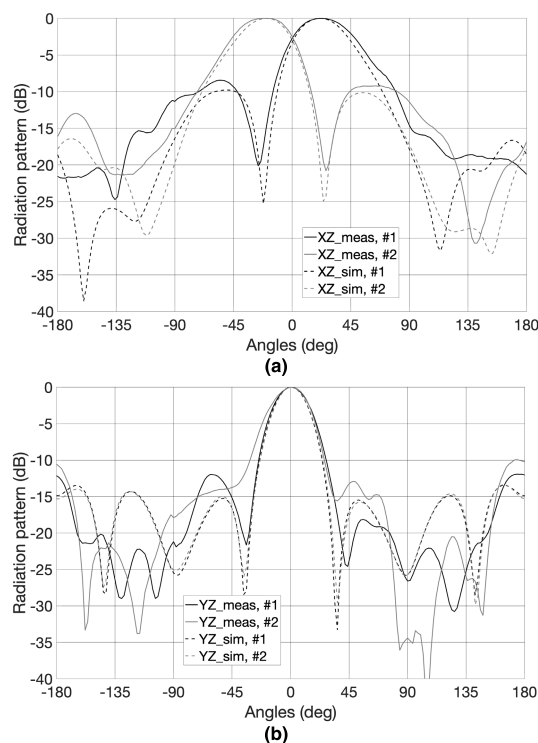 0
-5
-10
-15
-20
-25
-30
-35
-40
Radiation pattern (dB)
XZ_meas, #1
XZ_meas, #2
XZ_sim, #1
XZ_sim, #2
-180 -135 -90 -45 0 45 90 135 180
Angles (deg)
(a)
0
-5
-10
-15
-20
-25
-30
-35
-40
Radiation pattern (dB)
YZ_meas, #1
YZ_meas, #2
YZ_sim, #1
YZ_sim, #2
-180 -135 -90 -45 0 45 90 135 180
Angles (deg)
(b)